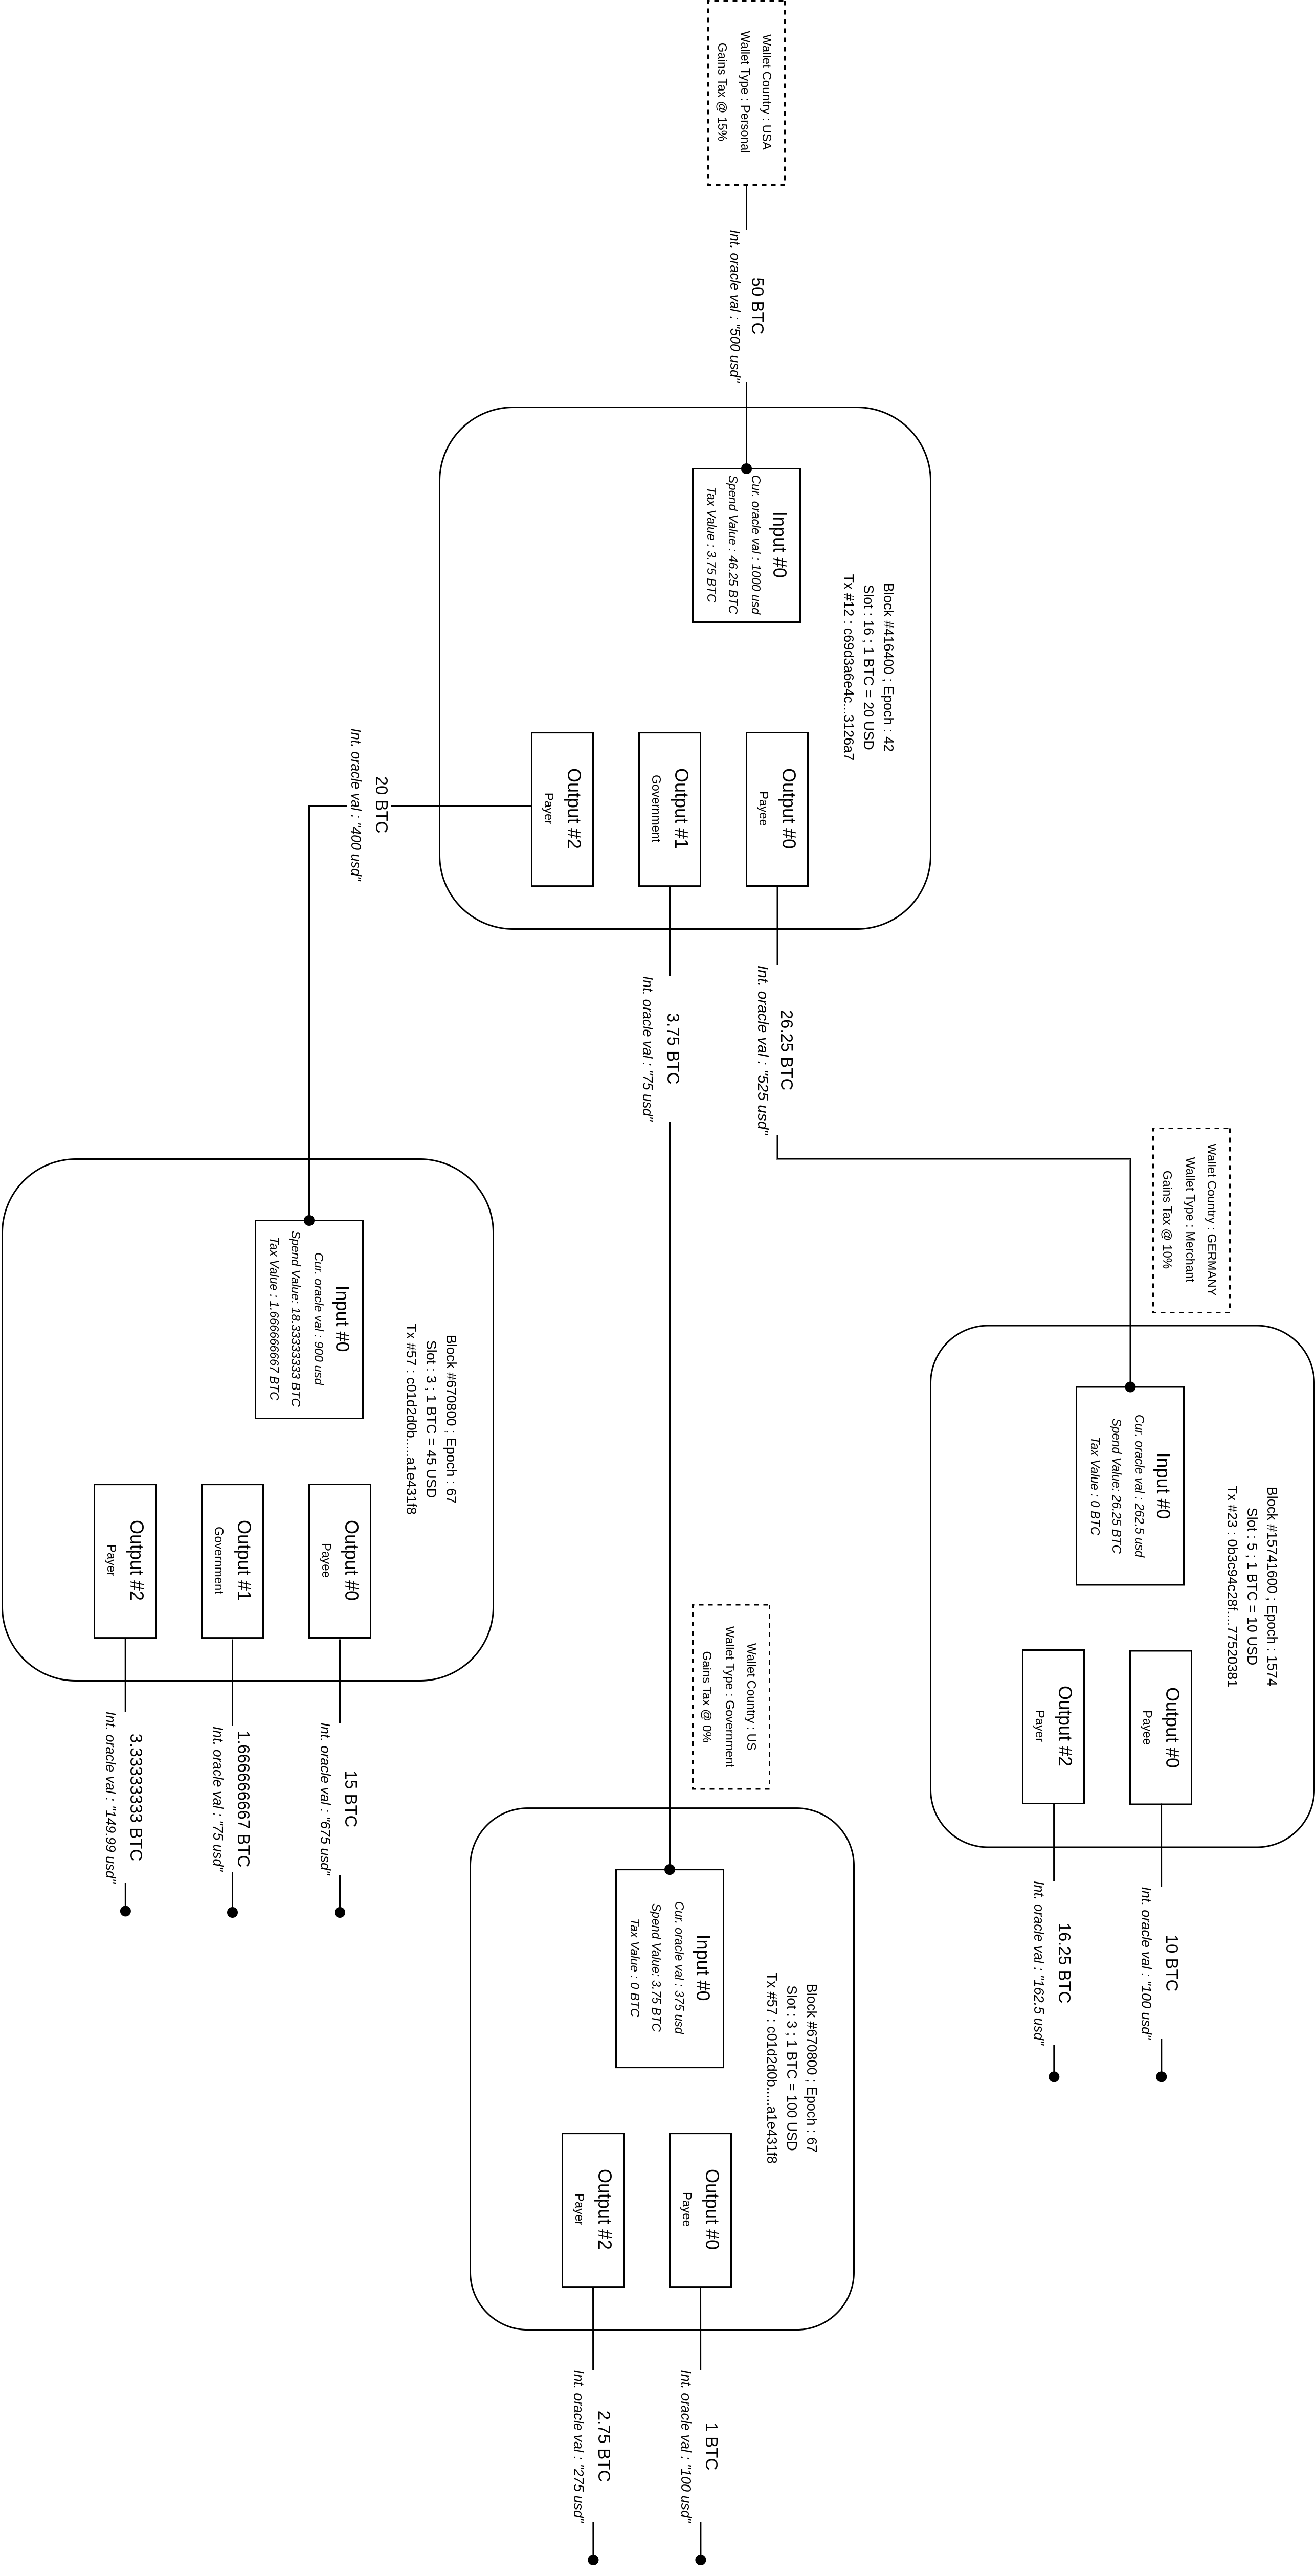 Wallet Country : USA
Wallet Type : Personal
Gains Tax @ 15%
50 BTC
Int. oracle val : "500 usd"
Block #416400 ; Epoch : 42
Slot : 16 ; 1 BTC = 20 USD
Tx #12 : c69d3a6e4c...3126a7
Input #0
Cur. oracle val : 1000 usd
Spend Value : 46.25 BTC
Tax Value : 3.75 BTC
Output #0
Payee
Output #1
Government
Output #2
Payer
26.25 BTC
Int. oracle val : "525 usd"
3.75 BTC
Int. oracle val : "75 usd"
20 BTC
Int. oracle val : "400 usd"
Wallet Country : GERMANY
Wallet Type : Merchant
Gains Tax @ 10%
Block #15741600 ; Epoch : 1574
Slot : 5 ; 1 BTC = 10 USD
Tx #23 : 0b3c94c28f....77520381
Input #0
Cur. oracle val : 262.5 usd
Spend Value: 26.25 BTC
Tax Value : 0 BTC
Output #0
Payee
Output #2
Payer
10 BTC
Int. oracle val : "100 usd"
16.25 BTC
Int. oracle val : "162.5 usd"
Wallet Country : US
Wallet Type : Government
Gains Tax @ 0%
Block #670800 ; Epoch : 67
Slot : 3 ; 1 BTC = 100 USD
Tx #57 : c01d2d0b.....a1e431f8
Input #0
Cur. oracle val : 375 usd
Spend Value: 3.75 BTC
Tax Value : 0 BTC
Output #0
Payee
Output #2
Payer
1 BTC
Int. oracle val : "100 usd"
2.75 BTC
Int. oracle val : "275 usd"
Block #670800 ; Epoch : 67
Slot : 3 ; 1 BTC = 45 USD
Tx #57 : c01d2d0b.....a1e431f8
Input #0
Cur. oracle val : 900 usd
Spend Value: 18.33333333 BTC
Tax Value : 1.666666667 BTC
Output #0
Payee
Output #1
Government
Output #2
Payer
15 BTC
Int. oracle val : "675 usd"
1.666666667 BTC
Int. oracle val : "75 usd"
3.33333333 BTC
Int. oracle val : "149.99 usd"